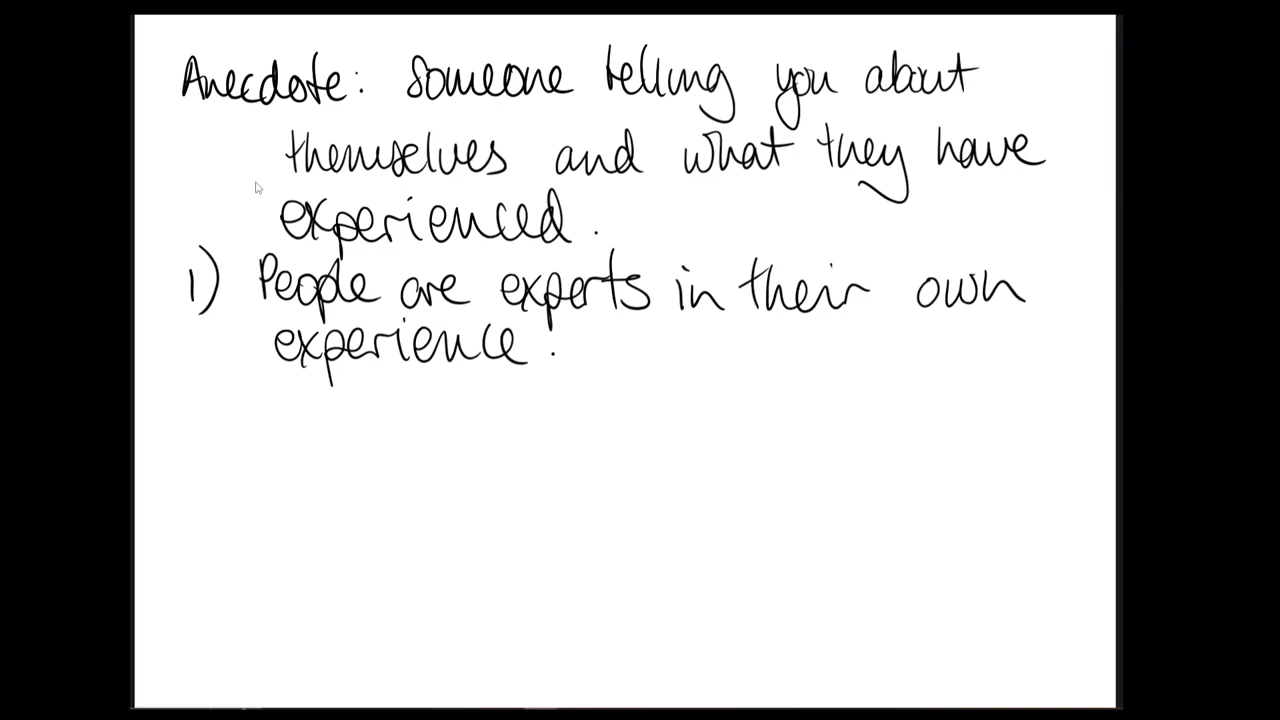 Anecdote: Someone telling you about
themselves and what they have
experienced.
1) People are experts in their own
experience.